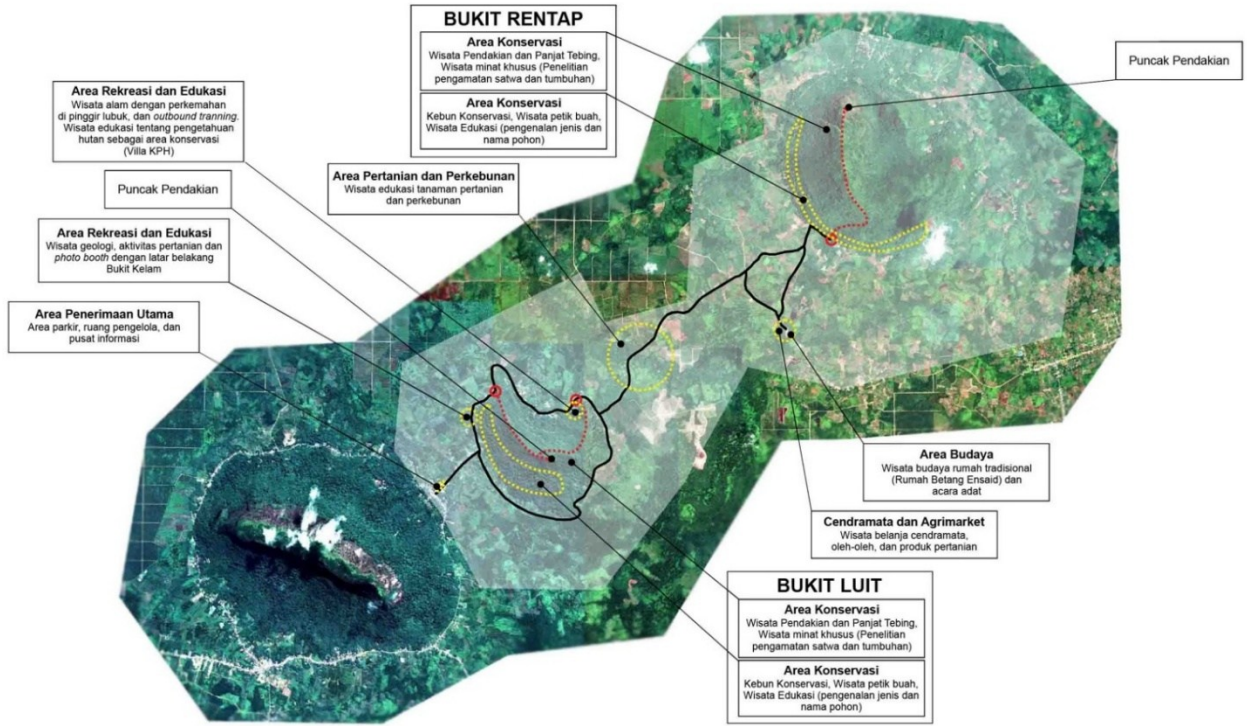 BUKIT RENTAP
Area Konservasi
Wisata Pendakian dan Panjat Tebing,
Wisata minat khusus (Penelitian
pengamatan satwa dan tumbuhan)
Area Konservasi
Kebun Konservasi, Wisata petik buah,
Wisata Edukasi (pengenalan jenis dan
nama pohon)
Puncak Pendakian
Area Rekreasi dan Edukasi
Wisata alam dengan perkemahan
di pinggir lubuk, dan outbound tranning.
Wisata edukasi tentang pengetahuan
hutan sebagai area konservasi
(Villa KPH)
Area Pertanian dan Perkebunan
Wisata edukasi tanaman pertanian
dan perkebunan
Puncak Pendakian
Area Rekreasi dan Edukasi
Wisata geologi, aktivitas pertanian dan
photo booth dengan latar belakang
Bukit Kelam
Area Penerimaan Utama
Area parkir, ruang pengelola, dan
pusat informasi
Area Budaya
Wisata budaya rumah tradisional
(Rumah Betang Ensaid) dan
acara adat
Cendramata dan Agrimarket
Wisata belanja cendramata,
oleh-oleh, dan produk pertanian
BUKIT LUIT
Area Konservasi
Wisata Pendakian dan Panjat Tebing,
Wisata minat khusus (Penelitian
pengamatan satwa dan tumbuhan)
Area Konservasi
Kebun Konservasi, Wisata petik buah,
Wisata Edukasi (pengenalan jenis dan
nama pohon)